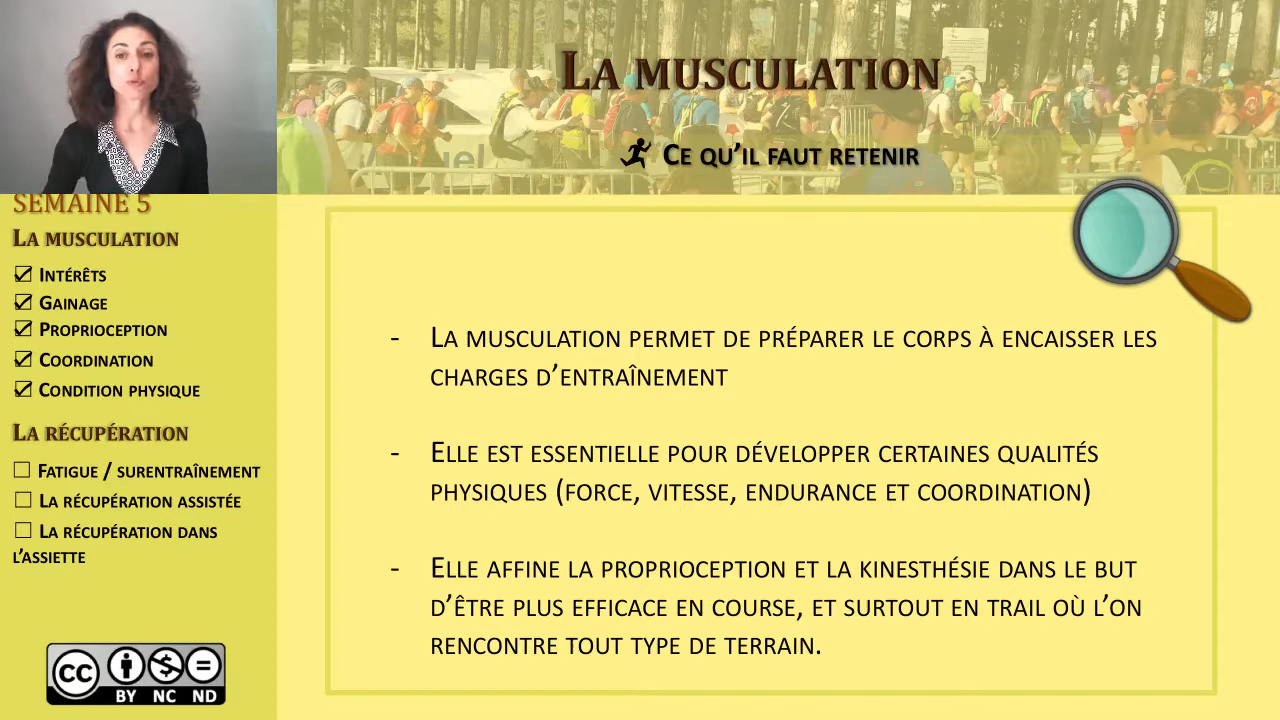 La musculation
Ce qu'il faut retenir
SEMAINE 5
La musculation
☑ Intérêts
☑ Gainage
☑ Proprioception
☑ Coordination
☑ Condition physique
La récupération
☐ Fatigue / surentraînement
☐ La récupération assistée
☐ La récupération dans
l'assiette
CC
BY NC ND
- La musculation permet de préparer le corps à encaisser les
charges d'entraînement
- Elle est essentielle pour développer certaines qualités
physiques (force, vitesse, endurance et coordination)
- Elle affine la proprioception et la kinesthésie dans le but
d'être plus efficace en course, et surtout en trail où l'on
rencontre tout type de terrain.